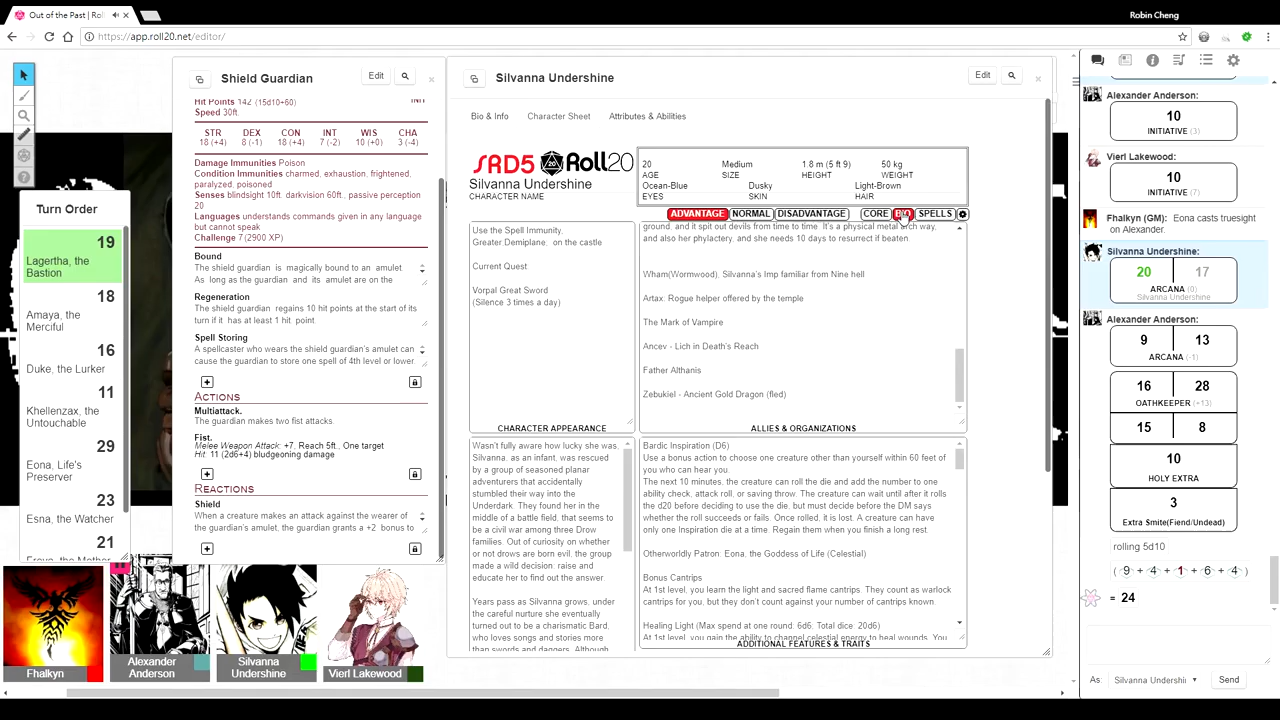 Out of the Past | Rol
Robin Cheng
https://app.roll20.net/editor/
Turn Order
19
Lagertha, the
Bastion
18
Amaya, the
Merciful
16
Duke, the Lurker
11
Khellenzax, the
Untouchable
29
Eona, Life's
Preserver
23
Esna, the Watcher
21
Freya, the Mother
Shield Guardian
Edit
Hit Points 142 (15d10+60)
INIT
Speed 30ft.
STR DEX CON INT WIS CHA
18 (+4) 8 (-1) 18 (+4) 7 (-2) 10 (+0) 3 (-4)
Damage Immunities Poison
Condition Immunities charmed, exhaustion, frightened,
paralyzed, poisoned
Senses blindsight 10ft. darkvision 60ft., passive perception
20
Languages understands commands given in any language
but cannot speak
Challenge 7 (2900 XP)
Bound
The shield guardian is magically bound to an amulet.
As long as the guardian and its amulet are on the
Regeneration
The shield guardian regains 10 hit points at the start of its
turn if it has at least 1 hit point.
Spell Storing
A spellcaster who wears the shield guardian's amulet can
cause the guardian to store one spell of 4th level or lower.
+
ACTIONS
Multiattack.
The guardian makes two fist attacks.
Fist.
Melee Weapon Attack: +7, Reach 5ft., One target
Hit: 11 (2d6+4) bludgeoning damage
+
REACTIONS
Shield
When a creature makes an attack against the wearer of
the guardian's amulet, the guardian grants a +2 bonus to
+
Silvanna Undershine
Edit
Bio & Info
Character Sheet
Attributes & Abilities
SRD5 Roll20
Silvanna Undershine
CHARACTER NAME
20 Medium 1.8 m (5 ft 9) 50 kg
AGE SIZE HEIGHT WEIGHT
Ocean-Blue Dusky Light-Brown
EYES SKIN HAIR
ADVANTAGE NORMAL DISADVANTAGE CORE BIO SPELLS
Use the Spell Immunity,
Greater Demiplane, on the castle
Current Quest
Vorpal Great Sword
(Silence 3 times a day)
CHARACTER APPEARANCE
ground, and it spit out devils from time to time. It's a physical metal arch way,
and also her phylactery, and she needs 10 days to resurrect if beaten.
Wham(Wormwood), Silvanna's Imp familiar from Nine hell
Artax: Rogue helper offered by the temple
The Mark of Vampire
Ancev - Lich in Death's Reach
Father Althanis
Zebukiel - Ancient Gold Dragon (fled)
ALLIES & ORGANIZATIONS
Wasn't fully aware how lucky she was,
Silvanna, as an infant, was rescued
by a group of seasoned planar
adventurers that accidentally
stumbled their way into the
Underdark. They found her in the
middle of a battle field, that seems to
be a civil war among three Drow
families. Out of curiosity on whether
or not drows are born evil, the group
made a wild decision: raise and
educate her to find out the answer.
Years pass as Silvanna grows, under
the careful nurture she eventually
turned out to be a charismatic Bard,
who loves songs and stories more
than swords and daggers. Although
Bardic Inspiration (D6)
Use a bonus action to choose one creature other than yourself within 60 feet of
you who can hear you.
The next 10 minutes, the creature can roll the die and add the number to one
ability check, attack roll, or saving throw. The creature can wait until after it rolls
the d20 before deciding to use the die, but must decide before the DM says
whether the roll succeeds or fails. Once rolled, it is lost. A creature can have
only one Inspiration die at a time. Regain them when you finish a long rest.
Otherworldly Patron: Eona, the Goddess of Life (Celestial)
Bonus Cantrips
At 1st level, you learn the light and sacred flame cantrips. They count as warlock
cantrips for you, but they don't count against your number of cantrips known.
Healing Light (Max spend at one round: 6d6. Total dice: 20d6)
At 1st level, you gain the ability to channel celestial energy to heal wounds. You
ADDITIONAL FEATURES & TRAITS
Alexander Anderson:
10
INITIATIVE (3)
Vierl Lakewood:
10
INITIATIVE (7)
Fhalkyn (GM): Eona casts truesight
on Alexander.
Silvanna Undershine:
20 17
ARCANA (0)
Silvanna Undershine
Alexander Anderson:
9 13
ARCANA (-1)
16 28
OATHKEEPER (+13)
15 8
10
HOLY EXTRA
3
Extra Smite(Fiend/Undead)
rolling 5d10
( 9 + 4 + 1 + 6 + 4 )
= 24
As: Silvanna Undershi
Send
Fhalkyn
Alexander
Anderson
Silvanna
Undershine
Vierl Lakewood